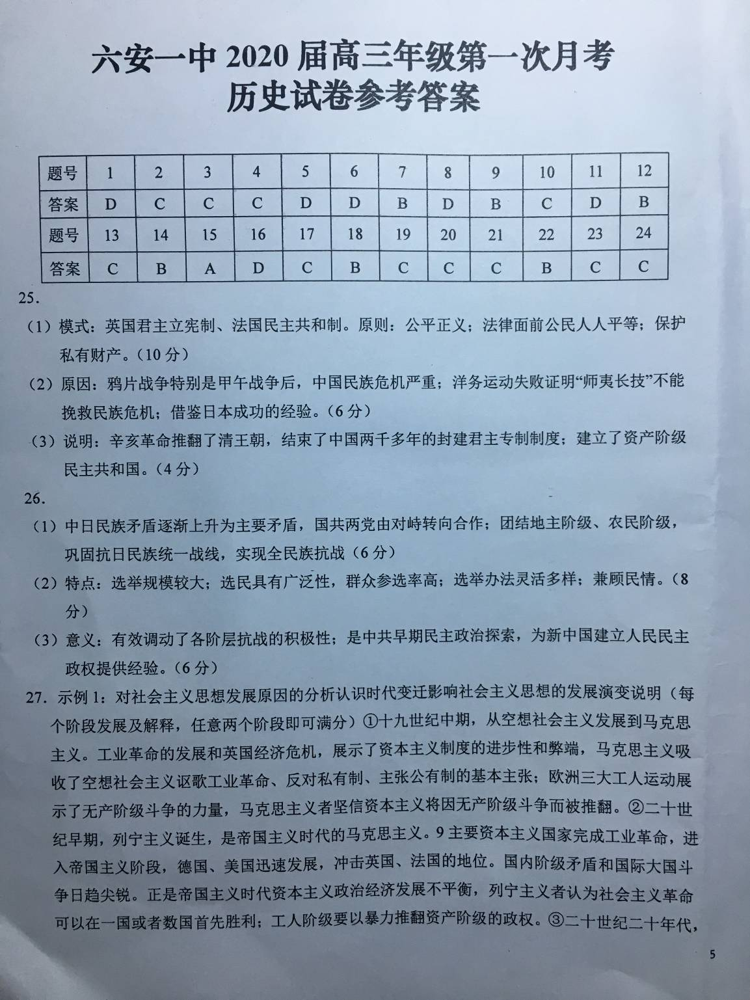 六安一中 2020 届高三年级第一次月考
历史试卷参考答案
题号 1 2 3 4 5 6 7 8 9 10 11 12
答案 D C C C D D B D B C D B
题号 13 14 15 16 17 18 19 20 21 22 23 24
答案 C B A D C B C C C B C C
25.
（1）模式：英国君主立宪制、法国民主共和制。原则：公平正义；法律面前公民人人平等；保护
私有财产。（10 分）
（2）原因：鸦片战争特别是甲午战争后，中国民族危机严重；洋务运动失败证明“师夷长技”不能
挽救民族危机；借鉴日本成功的经验。（6 分）
（3）说明：辛亥革命推翻了清王朝，结束了中国两千多年的封建君主专制制度；建立了资产阶级
民主共和国。（4 分）
26.
（1）中日民族矛盾逐渐上升为主要矛盾，国共两党由对峙转向合作；团结地主阶级、农民阶级，
巩固抗日民族统一战线，实现全民族抗战（6 分）
（2）特点：选举规模较大；选民具有广泛性，群众参选率高；选举办法灵活多样；兼顾民情。（8
分）
（3）意义：有效调动了各阶层抗战的积极性；是中共早期民主政治探索，为新中国建立人民民主
政权提供经验。（6 分）
27. 示例 1：对社会主义思想发展原因的分析认识时代变迁影响社会主义思想的发展演变说明（每
个阶段发展及解释，任意两个阶段即可满分）①十九世纪中期，从空想社会主义发展到马克思
主义。工业革命的发展和英国经济危机，展示了资本主义制度的进步性和弊端，马克思主义吸
收了空想社会主义讴歌工业革命、反对私有制、主张公有制的基本主张；欧洲三大工人运动展
示了无产阶级斗争的力量，马克思主义者坚信资本主义将因无产阶级斗争而被推翻。②二十世
纪早期，列宁主义诞生，是帝国主义时代的马克思主义。9 主要资本主义国家完成工业革命，进
入帝国主义阶段，德国、美国迅速发展，冲击英国、法国的地位。国内阶级矛盾和国际大国斗
争日趋尖锐。正是帝国主义时代资本主义政治经济发展不平衡，列宁主义者认为社会主义革命
可以在一国或者数国首先胜利；工人阶级要以暴力推翻资产阶级的政权。③二十世纪二十年代，
5